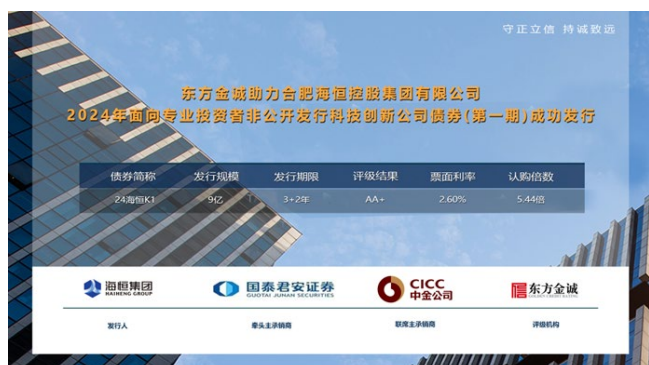 守正立信 持诚致远
东方金诚助力合肥海恒控股集团有限公司
2024年面向专业投资者非公开发行科技创新公司债券(第一期)成功发行
债券简称 发行规模 发行期限 评级结果 票面利率 认购倍数
24海恒K1 9亿 3+2年 AA+ 2.60% 5.44倍
海恒集团 国泰君安证券 CICC 东方金诚
HAIHENG GROUP GUOTAI JUNAN SECURITIES 中金公司 GOLDEN CREDIT RATING
发行人 牵头主承销商 联席主承销商 评级机构